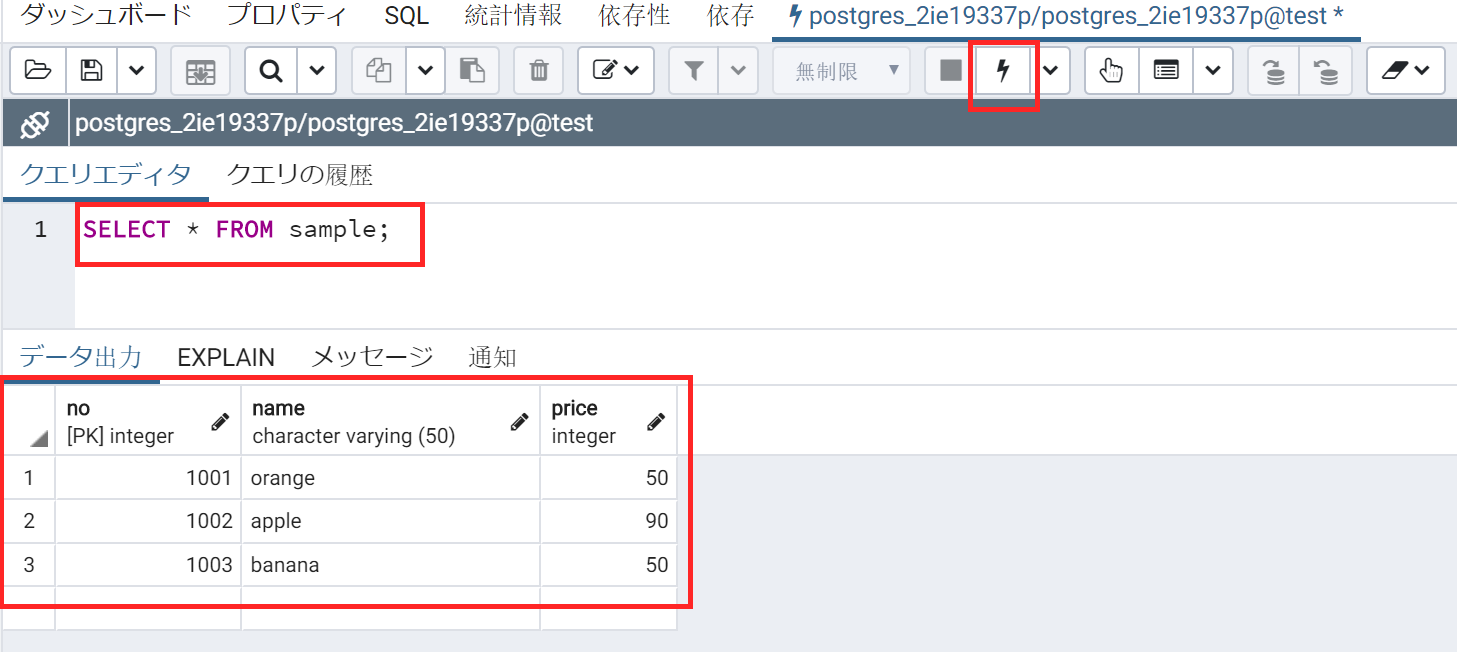 ダッシュボード プロパティ SQL 統計情報 依存性 依存 postgres_2ie19337p/postgres_2ie19337p@test *
無制限
postgres_2ie19337p/postgres_2ie19337p@test
クエリエディタ クエリの履歴
1 SELECT * FROM sample;
データ出力 EXPLAIN メッセージ 通知
no name price
[PK] integer character varying (50) integer
1 1001 orange 50
2 1002 apple 90
3 1003 banana 50